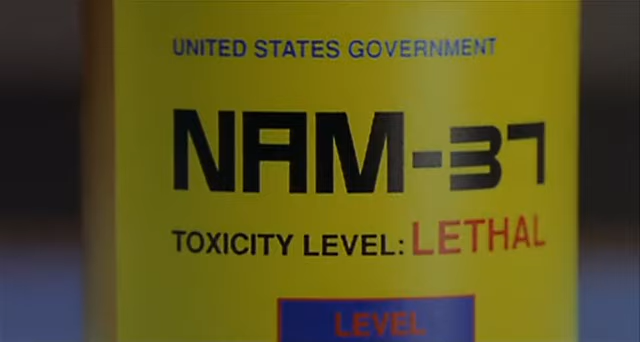 UNITED STATES GOVERNMENT
NAM-37
TOXICITY LEVEL: LETHAL
LEVEL